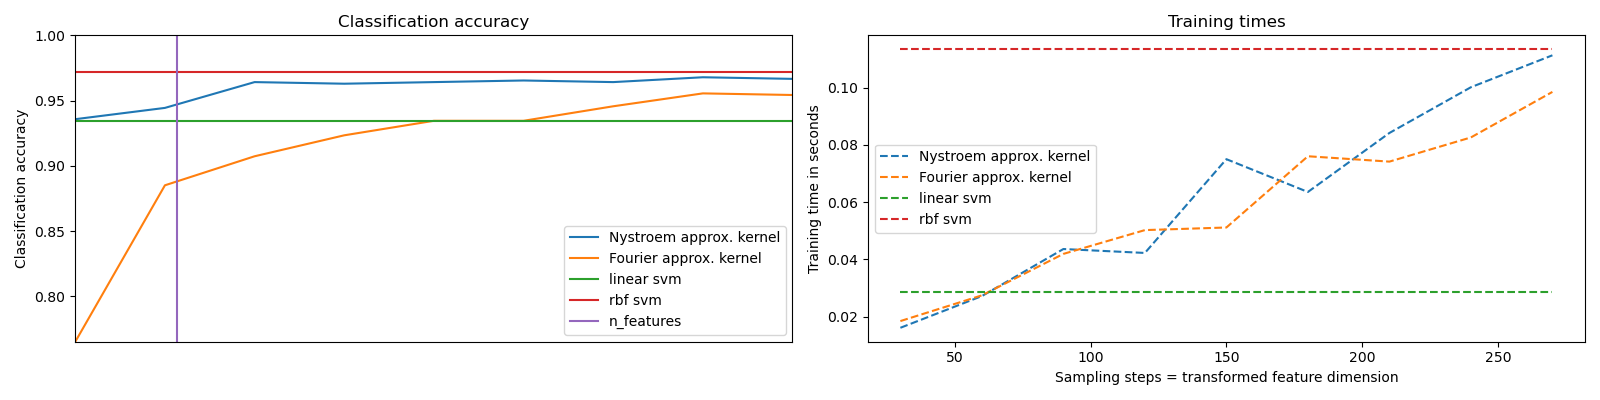 Classification accuracy
Classification accuracy
1.00
0.95
0.90
0.85
0.80
Nystroem approx. kernel
Fourier approx. kernel
linear svm
rbf svm
n_features
Training times
Training time in seconds
0.10
0.08
0.06
0.04
0.02
Nystroem approx. kernel
Fourier approx. kernel
linear svm
rbf svm
50 100 150 200 250
Sampling steps = transformed feature dimension